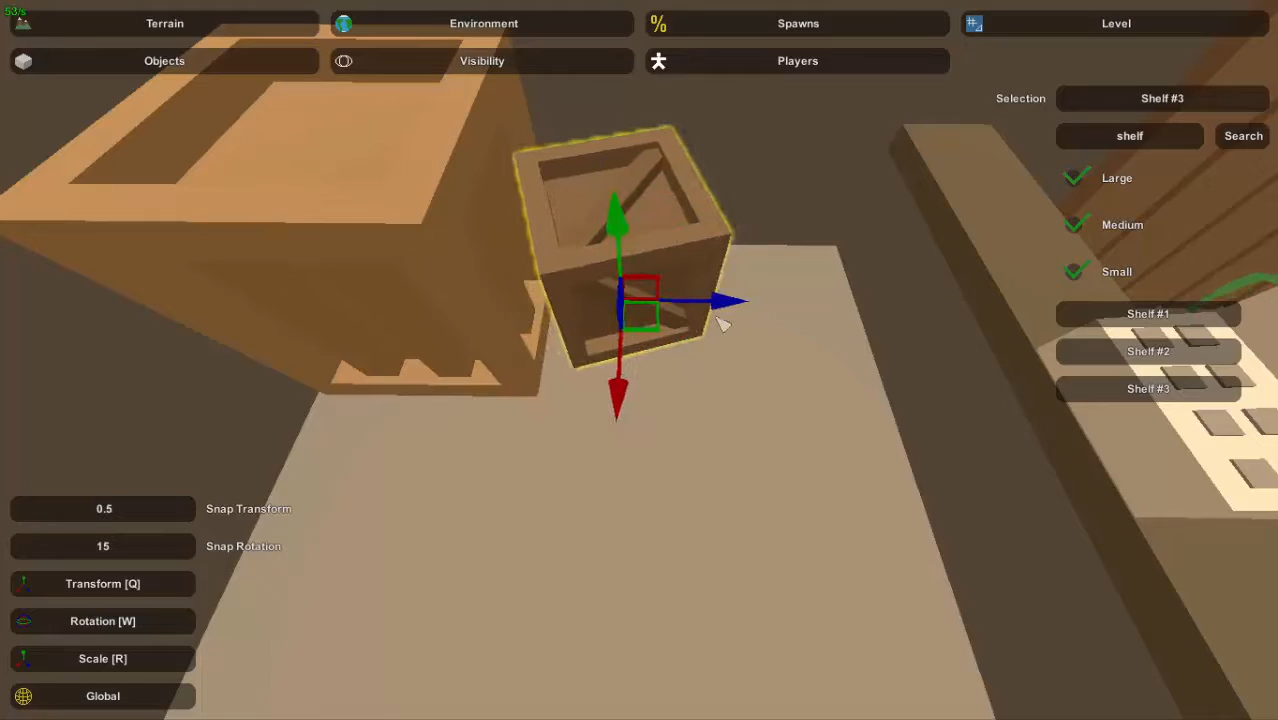 53/s
Terrain
Environment
Spawns
Level
Objects
Visibility
Players
Selection
Shelf #3
shelf
Search
Large
Medium
Small
Shelf #1
Shelf #2
Shelf #3
0.5
Snap Transform
15
Snap Rotation
Transform [Q]
Rotation [W]
Scale [R]
Global